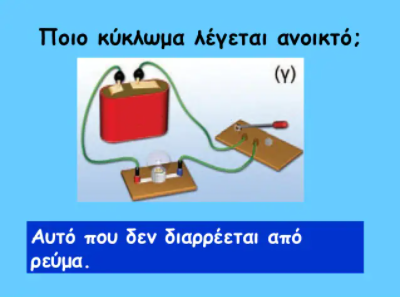 Ποιο κύκλωμα λέγεται ανοικτό;
(γ)
Αυτό που δεν διαρρέεται από
ρεύμα.